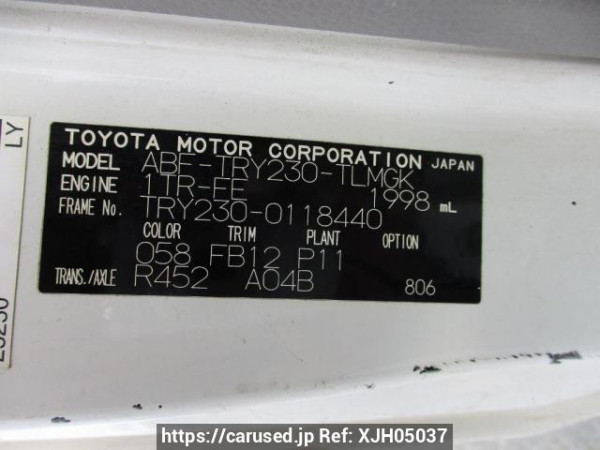 TOYOTA MOTOR CORPORATION JAPAN
MODEL ABF-TRY230-TLMGK
ENGINE 1TR-FE 1998 mL
FRAME No. TRY230-0118440
COLOR TRIM PLANT OPTION
058 FB12 P11
TRANS./AXLE R452 A04B 806
LY
https://carused.jp Ref: XJH05037